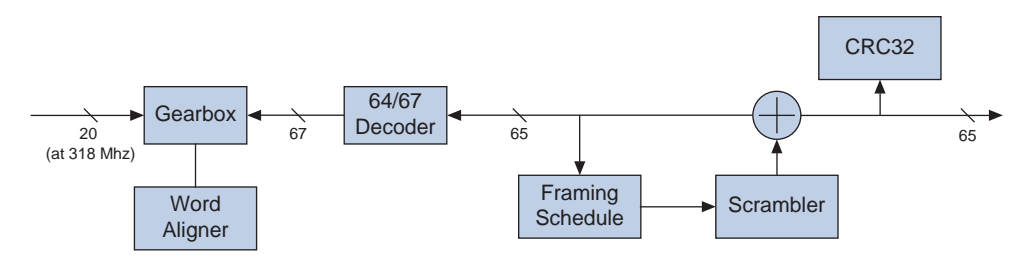 CRC32
Gearbox
64/67
Decoder
20
(at 318 Mhz)
67
65
65
Word
Aligner
Framing
Schedule
Scrambler